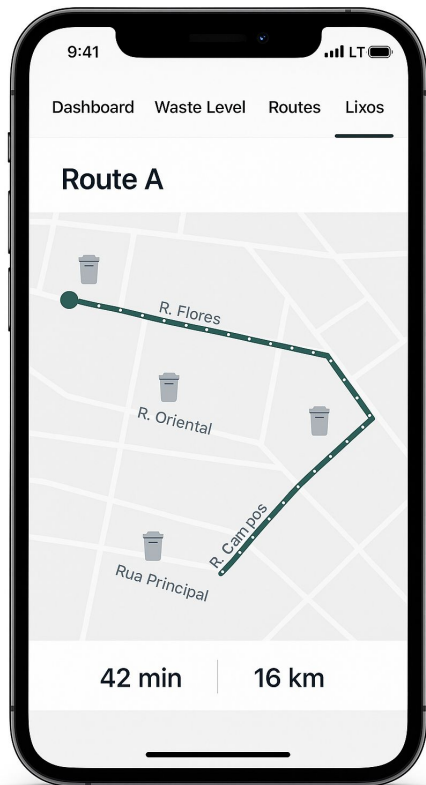 9:41 LT
Dashboard Waste Level Routes Lixos
Route A
R. Flores
R. Oriental
R. Cam pos
Rua Principal
42 min 16 km